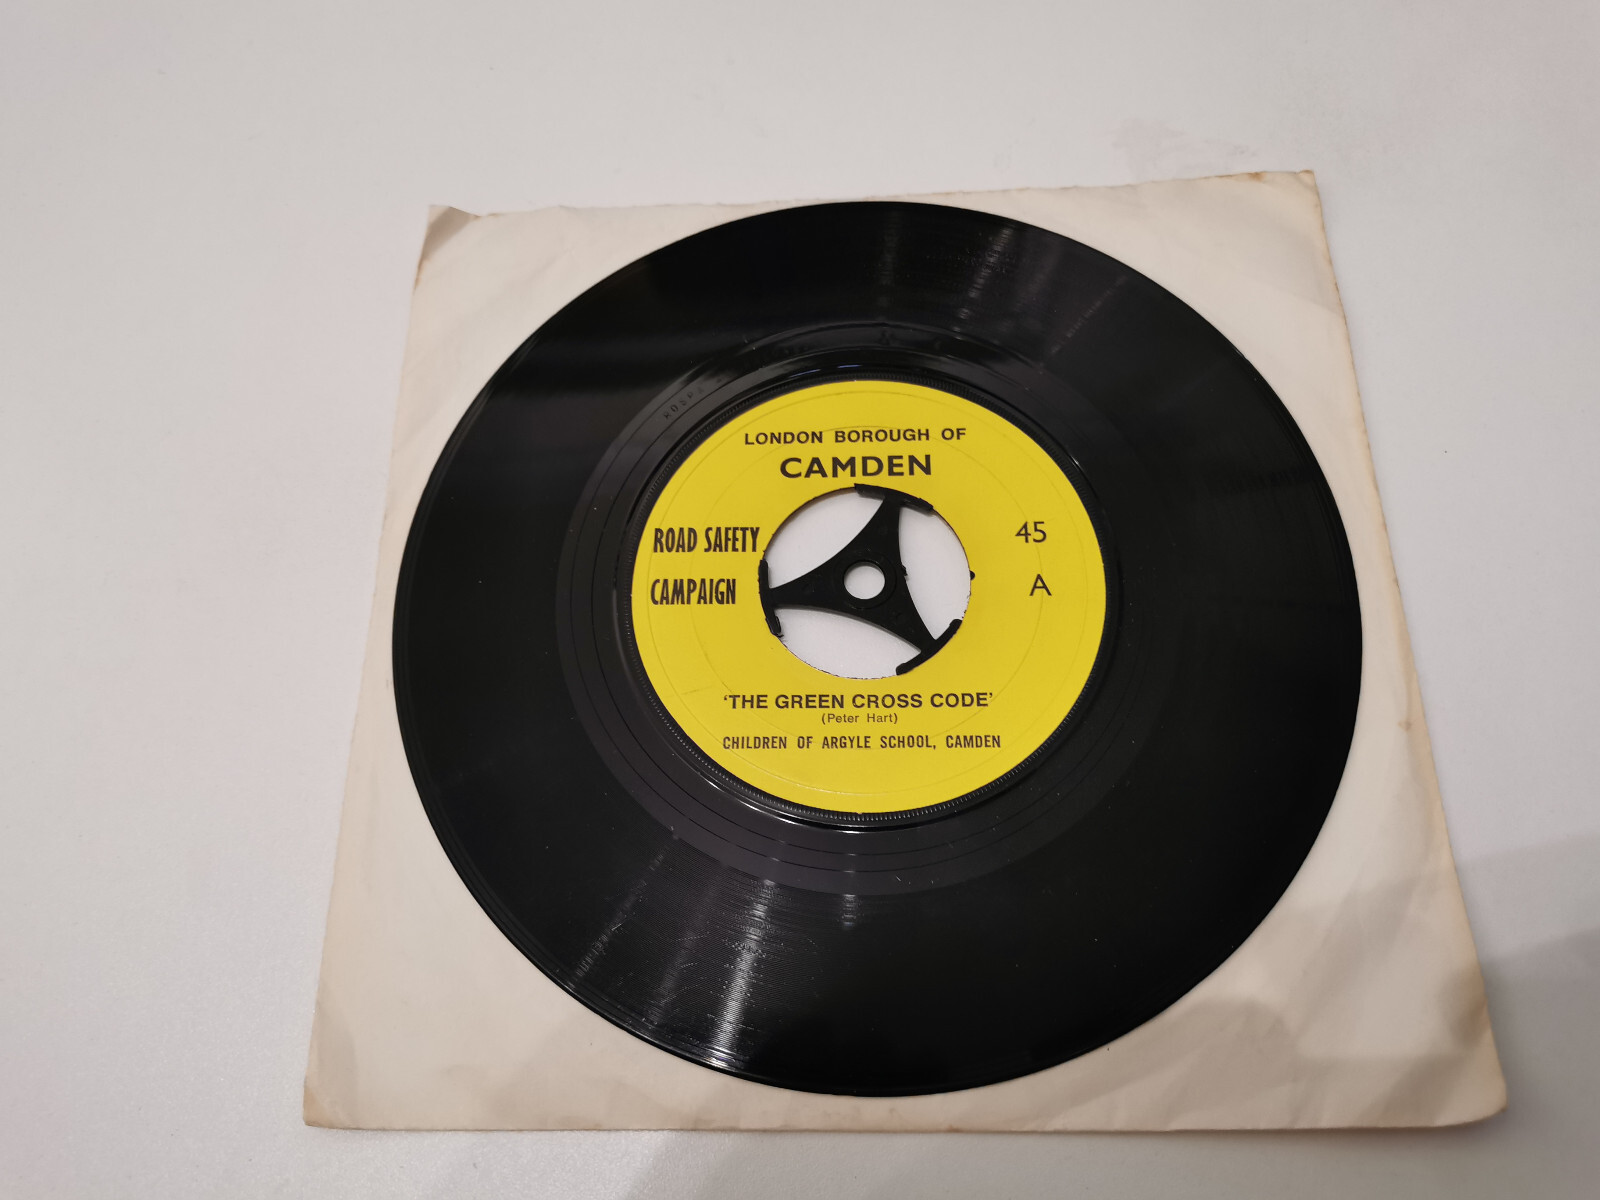 LONDON BOROUGH OF
CAMDEN
ROAD SAFETY
CAMPAIGN
45
A
‘THE GREEN CROSS CODE’
(Peter Hart)
CHILDREN OF ARGYLE SCHOOL, CAMDEN